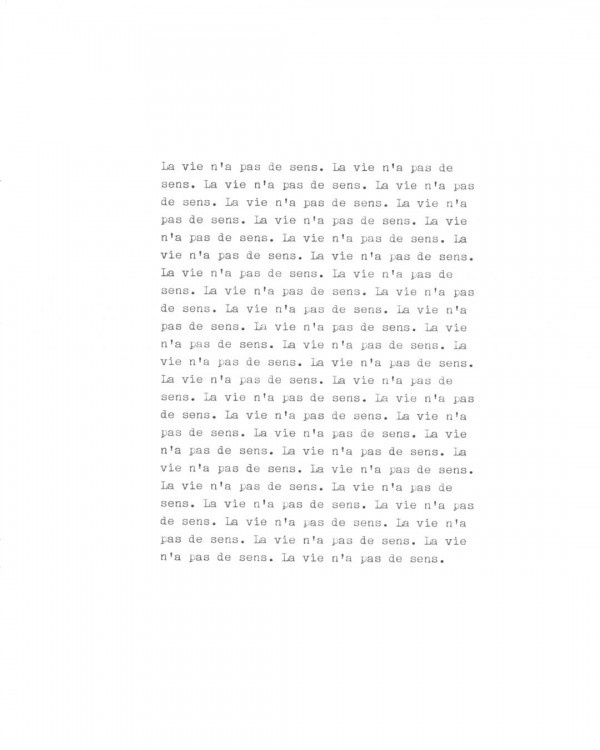 La vie n'a pas de sens. La vie n'a pas de
sens. La vie n'a pas de sens. La vie n'a pas
de sens. La vie n'a pas de sens. La vie n'a
pas de sens. La vie n'a pas de sens. La vie
n'a pas de sens. La vie n'a pas de sens. La
vie n'a pas de sens. La vie n'a pas de sens.
La vie n'a pas de sens. La vie n'a pas de
sens. La vie n'a pas de sens. La vie n'a pas
de sens. La vie n'a pas de sens. La vie n'a
pas de sens. La vie n'a pas de sens. La vie
n'a pas de sens. La vie n'a pas de sens. La
vie n'a pas de sens. La vie n'a pas de sens.
La vie n'a pas de sens. La vie n'a pas de
sens. La vie n'a pas de sens. La vie n'a pas
de sens. La vie n'a pas de sens. La vie n'a
pas de sens. La vie n'a pas de sens. La vie
n'a pas de sens. La vie n'a pas de sens. La
vie n'a pas de sens. La vie n'a pas de sens.
La vie n'a pas de sens. La vie n'a pas de
sens. La vie n'a pas de sens. La vie n'a pas
de sens. La vie n'a pas de sens. La vie n'a
pas de sens. La vie n'a pas de sens. La vie
n'a pas de sens. La vie n'a pas de sens.